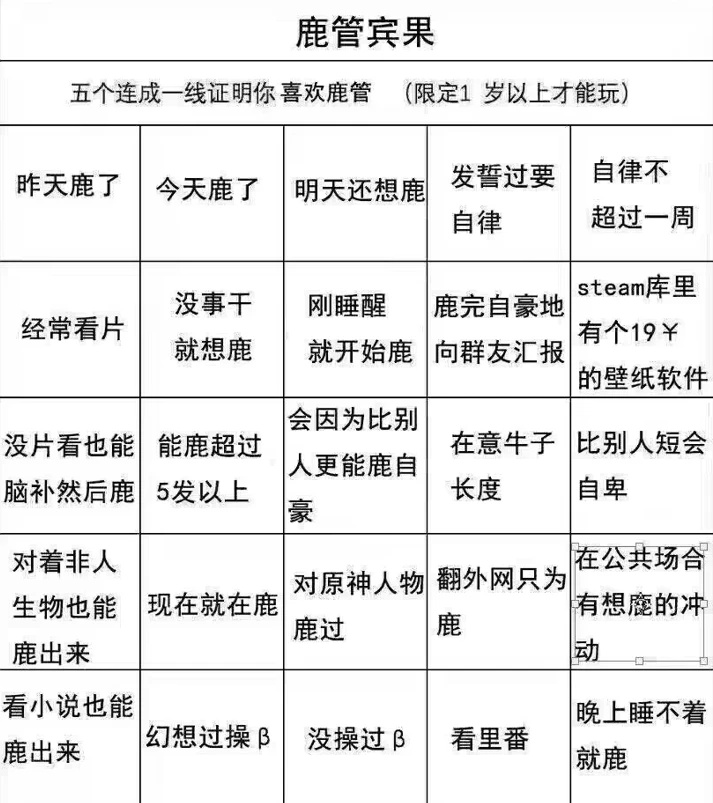 鹿管宾果
五个连成一线证明你喜欢鹿管 （限定1 岁以上才能玩）
昨天鹿了
今天鹿了
明天还想鹿
发誓过要
自律
自律不
超过一周
经常看片
没事干
就想鹿
刚睡醒
就开始鹿
鹿完自豪地
向群友汇报
steam库里
有个19￥
的壁纸软件
没片看也能
脑补然后鹿
能鹿超过
5发以上
会因为比别
人更能鹿自
豪
在意牛子
长度
比别人短会
自卑
对着非人
生物也能
鹿出来
现在就在鹿
对原神人物
鹿过
翻外网只为
鹿
在公共场合
有想鹿的冲
动
看小说也能
鹿出来
幻想过操β
没操过β
看里番
晚上睡不着
就鹿